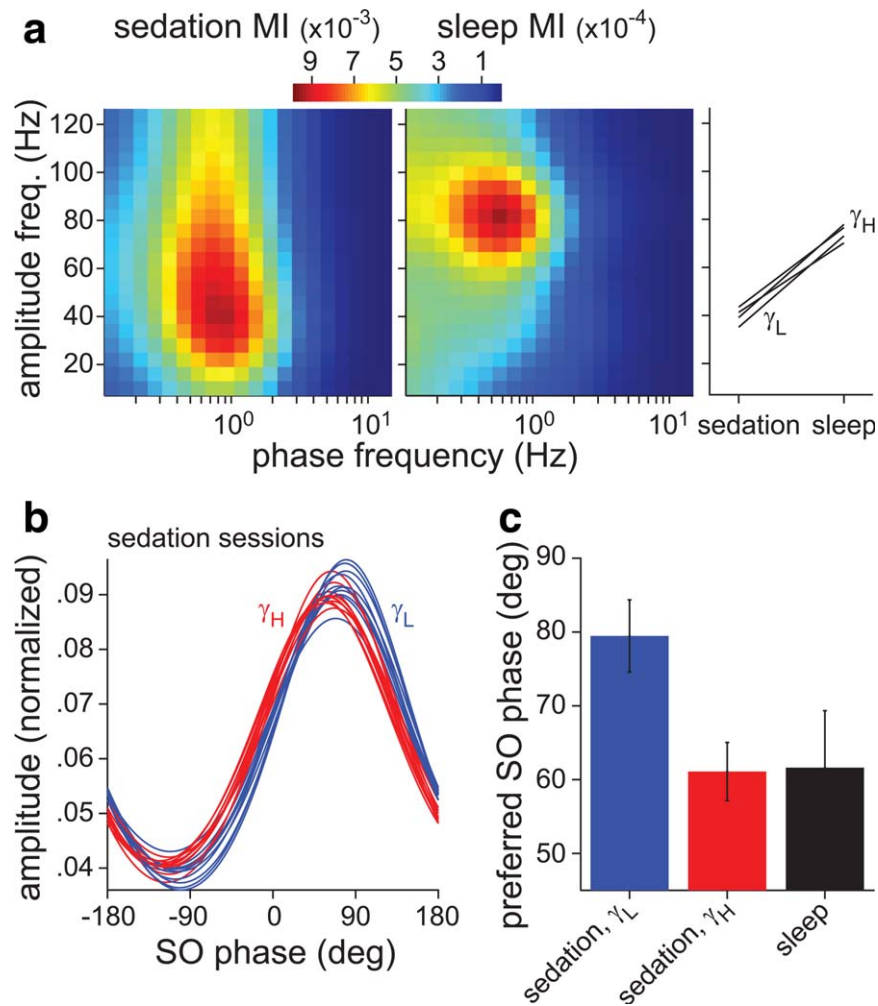 a
sedation MI (x10-3) sleep MI (x10-4)
9 7 5 3 1
amplitude freq. (Hz)
120
100
80
60
40
20
10⁰ 10¹ 10⁰ 10¹
phase frequency (Hz)
γH
γL
sedation sleep
b
sedation sessions
amplitude (normalized)
.09
.08
.07
.06
.05
.04
γH γL
-180 -90 0 90 180
SO phase (deg)
c
preferred SO phase (deg)
90
80
70
60
50
sedation, γL
sedation, γH
sleep